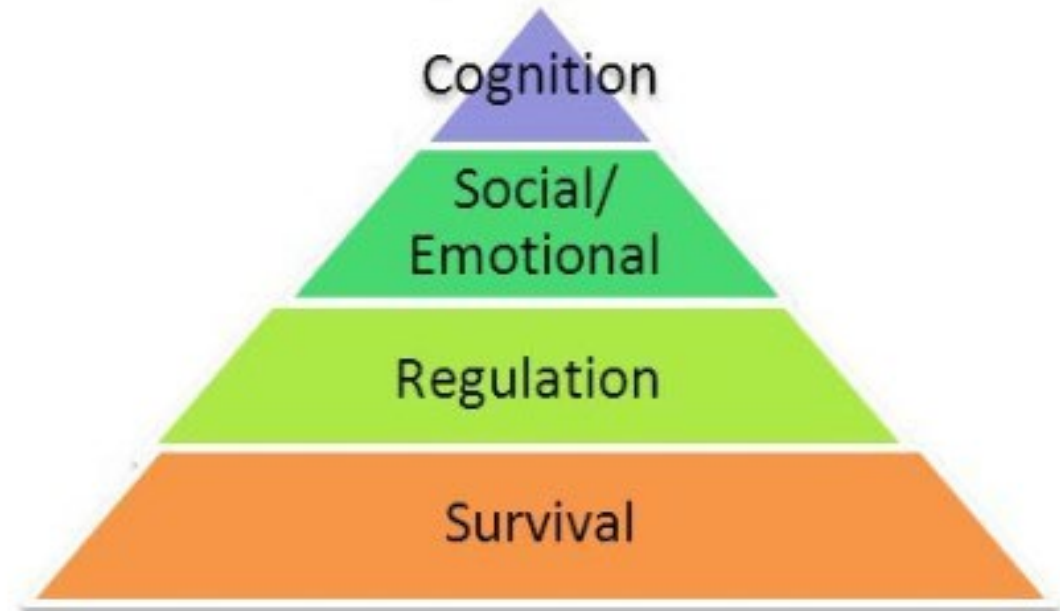 Cognition
Social/
Emotional
Regulation
Survival